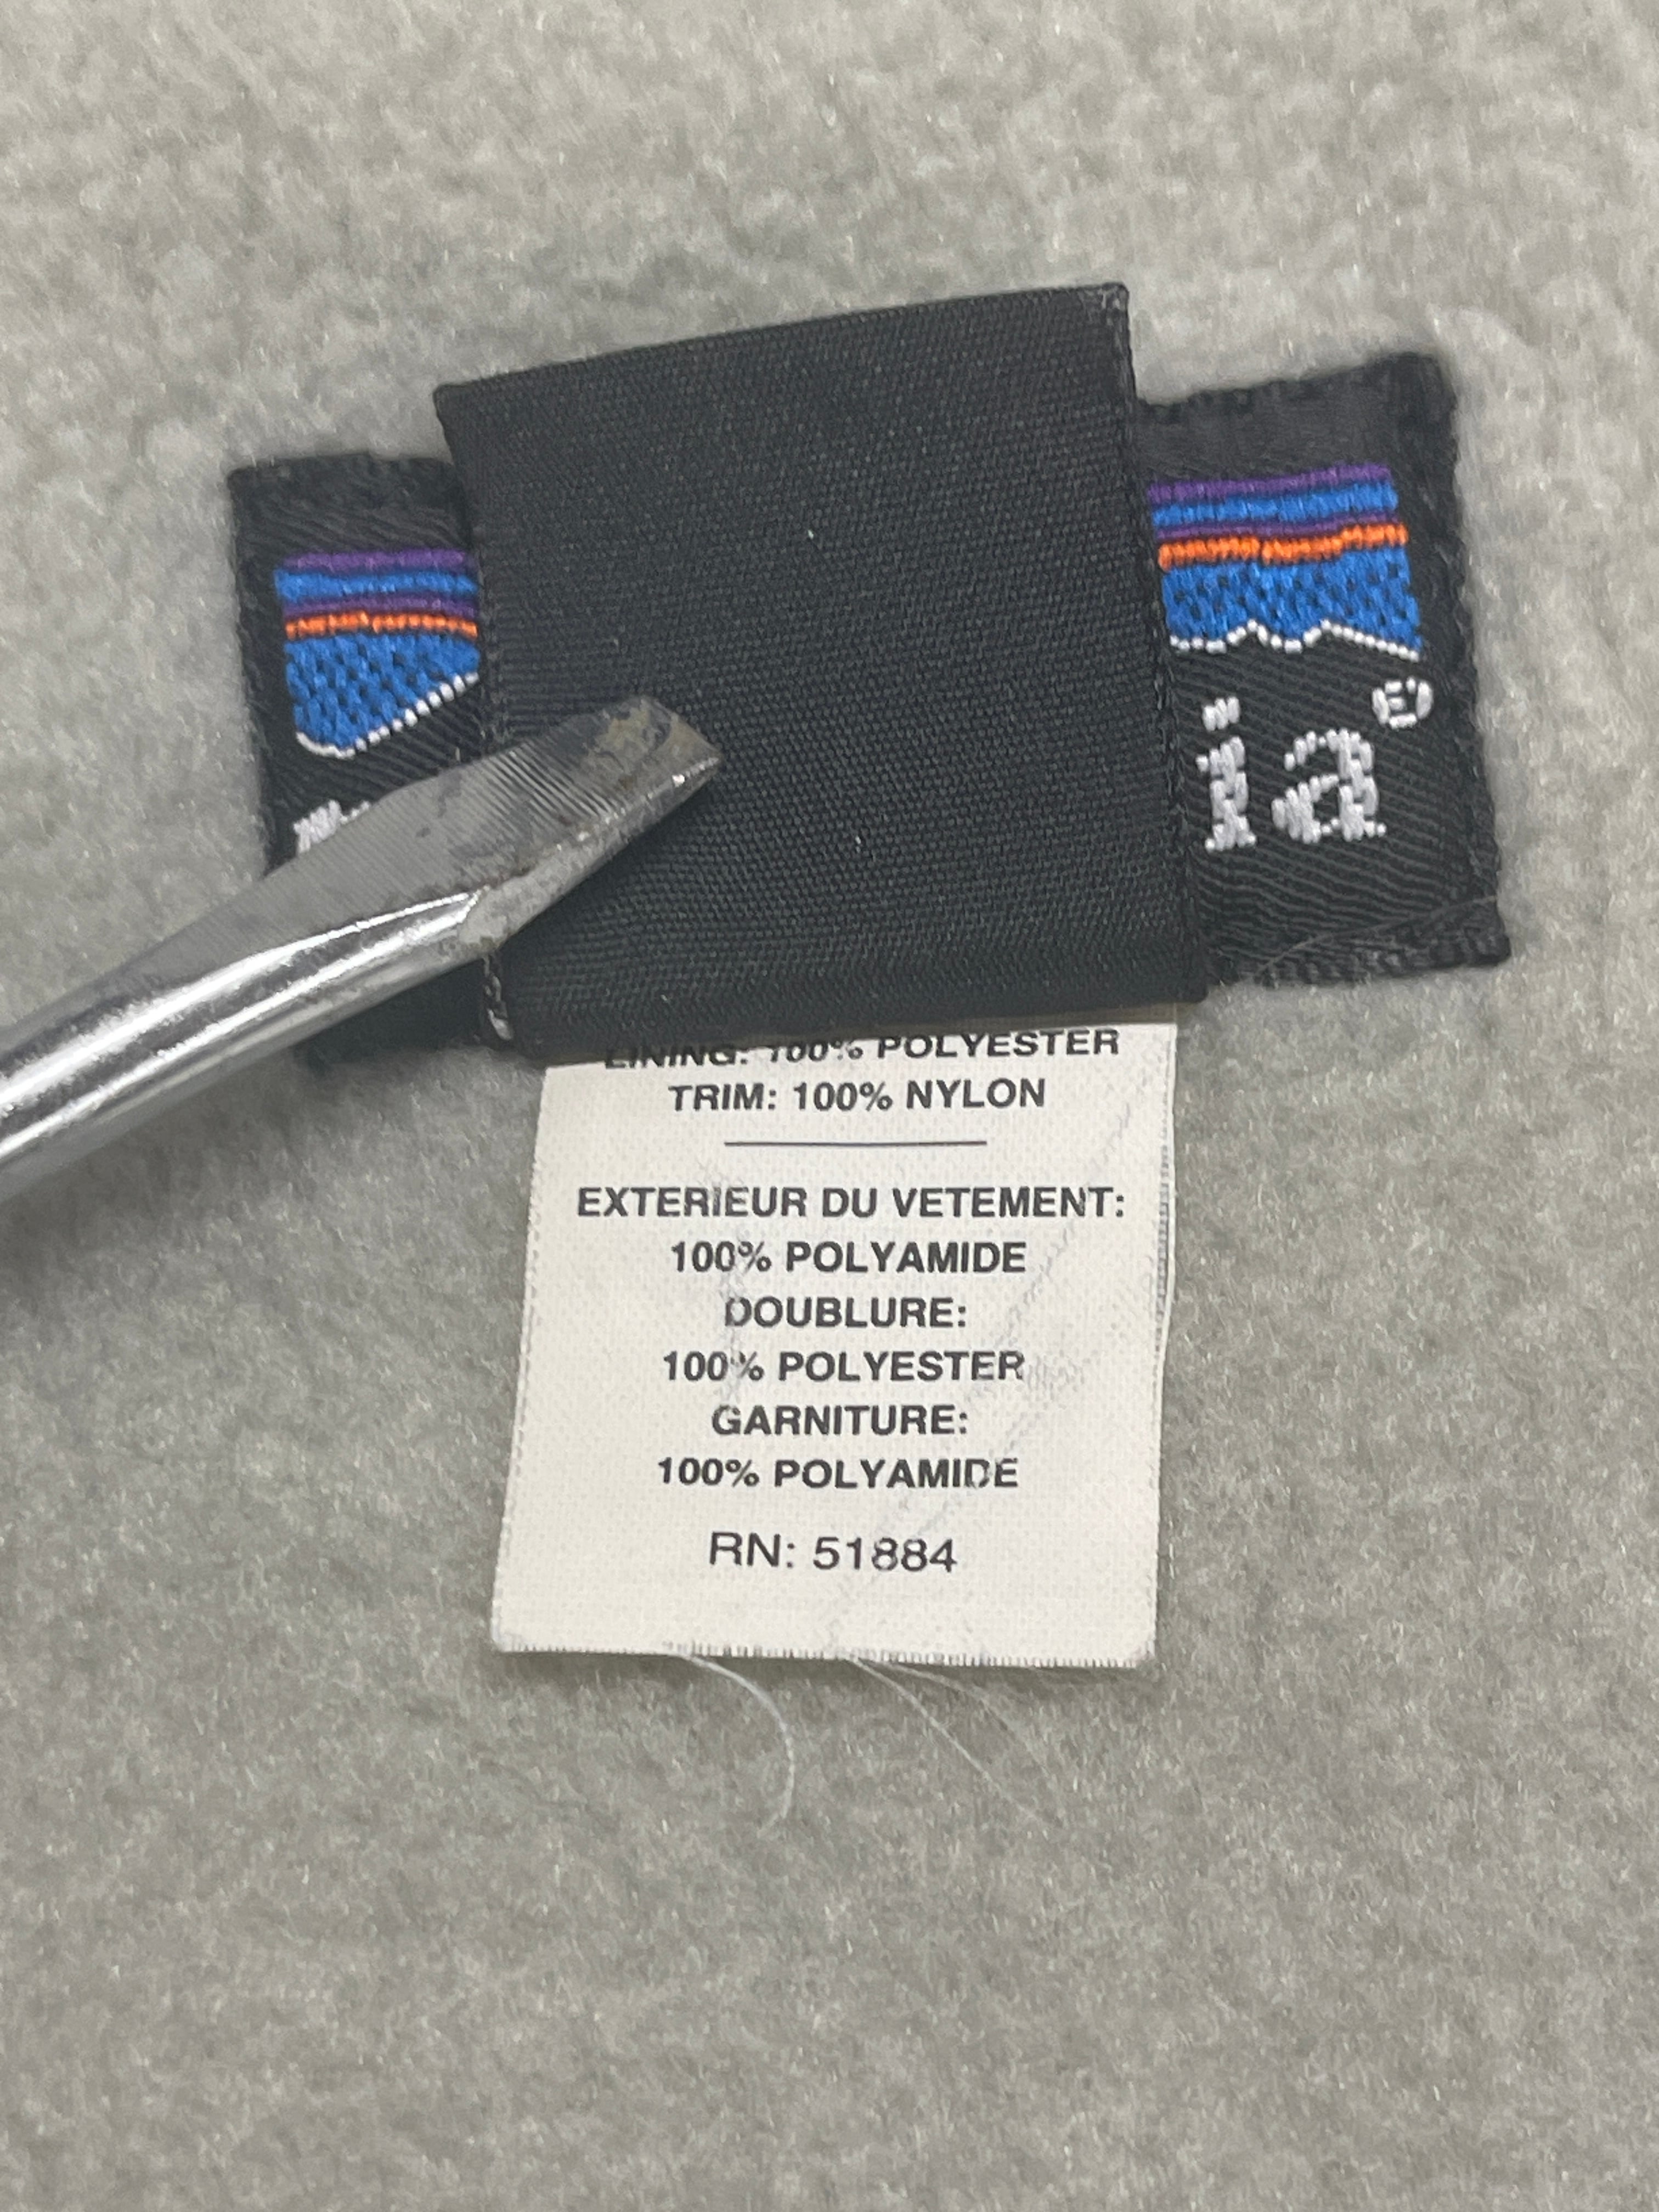 ia®
LINING: 100% POLYESTER
TRIM: 100% NYLON
EXTERIEUR DU VETEMENT:
100% POLYAMIDE
DOUBLURE:
100% POLYESTER
GARNITURE:
100% POLYAMIDE
RN: 51884